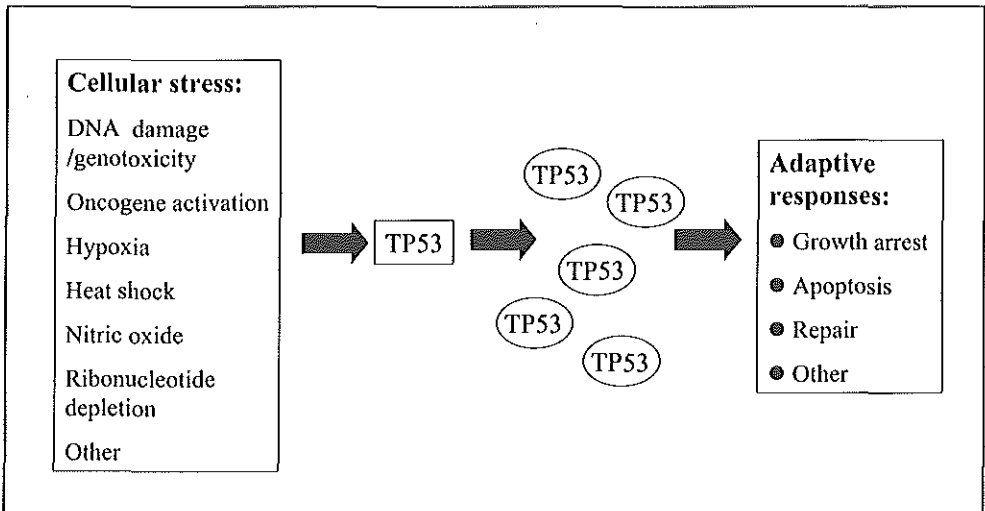 Cellular stress:
DNA damage
/genotoxicity
Oncogene activation
Hypoxia
Heat shock
Nitric oxide
Ribonucleotide
depletion
Other
TP53
TP53
TP53
TP53
TP53
TP53
Adaptive
responses:
Growth arrest
Apoptosis
Repair
Other